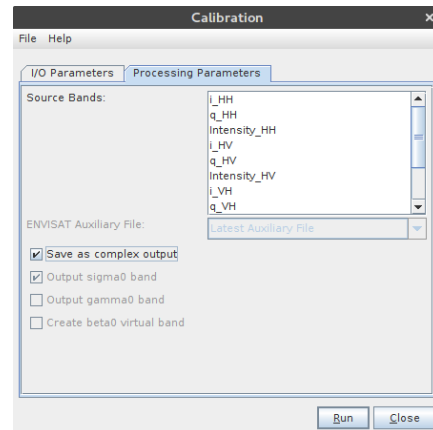 Calibration ×
File Help
I/O Parameters Processing Parameters
Source Bands:
i_HH
q_HH
Intensity_HH
i_HV
q_HV
Intensity_HV
i_VH
q_VH
ENVISAT Auxiliary File: Latest Auxiliary File
Save as complex output
Output sigma0 band
Output gamma0 band
Create beta0 virtual band
Run Close